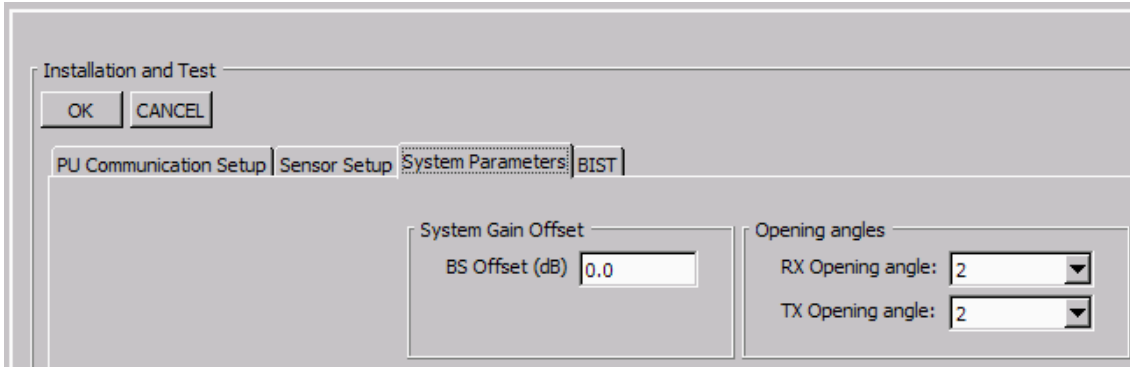 Installation and Test
OK CANCEL
PU Communication Setup Sensor Setup System Parameters BIST
System Gain Offset Opening angles
BS Offset (dB) 0.0 RX Opening angle: 2
TX Opening angle: 2